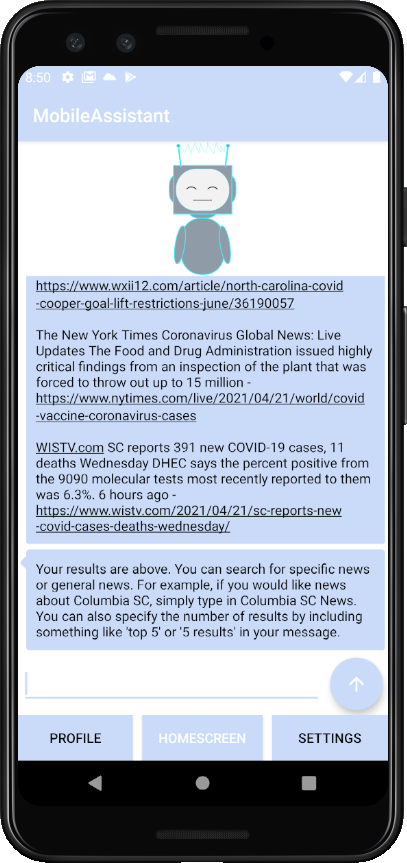 8:50
MobileAssistant
https://www.wxii12.com/article/north-carolina-covid
-cooper-goal-lift-restrictions-june/36190057
The New York Times Coronavirus Global News: Live
Updates The Food and Drug Administration issued highly
critical findings from an inspection of the plant that was
forced to throw out up to 15 million -
https://www.nytimes.com/live/2021/04/21/world/covid
-vaccine-coronavirus-cases
WISTV.com SC reports 391 new COVID-19 cases, 11
deaths Wednesday DHEC says the percent positive from
the 9090 molecular tests most recently reported to them
was 6.3%. 6 hours ago -
https://www.wistv.com/2021/04/21/sc-reports-new
-covid-cases-deaths-wednesday/
Your results are above. You can search for specific news
or general news. For example, if you would like news
about Columbia SC, simply type in Columbia SC News.
You can also specify the number of results by including
something like 'top 5' or '5 results' in your message.
PROFILE HOMESCREEN SETTINGS